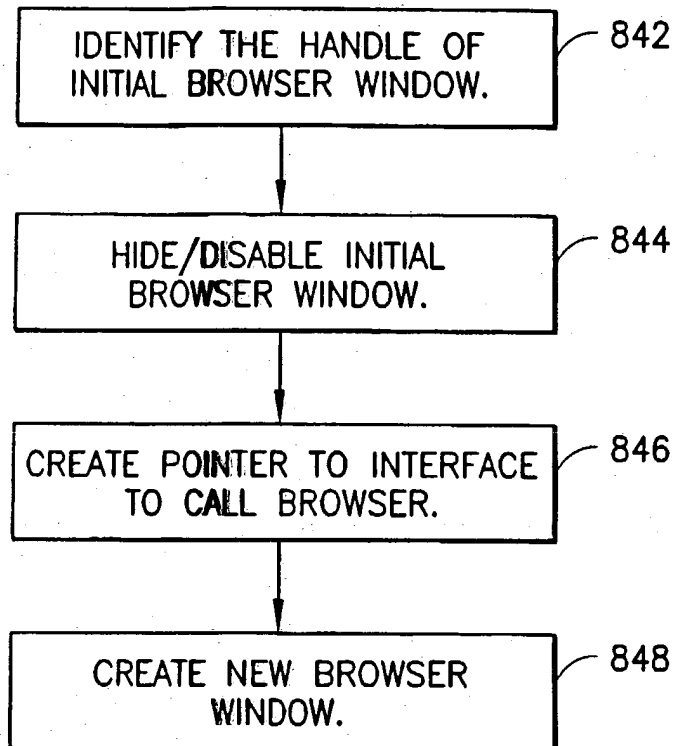 IDENTIFY THE HANDLE OF
INITIAL BROWSER WINDOW.
842
HIDE/DISABLE INITIAL
BROWSER WINDOW.
844
CREATE POINTER TO INTERFACE
TO CALL BROWSER.
846
CREATE NEW BROWSER
WINDOW.
848